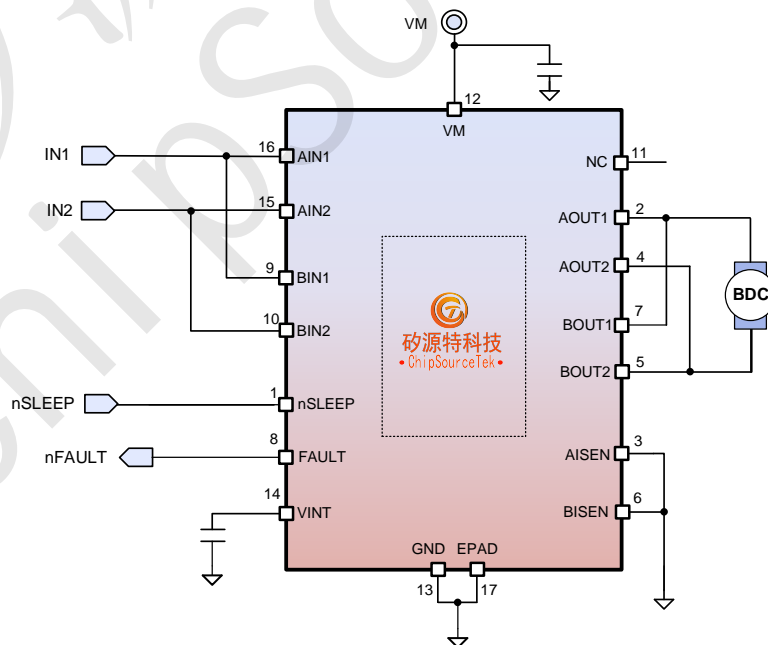 VM
12
VM
IN1
16
AIN1
NC
11
IN2
15
AIN2
AOUT1
2
AOUT2
4
9
BIN1
BDC
10
BIN2
BOUT1
7
矽源特科技
•ChipSourceTek•
BOUT2
5
nSLEEP
1
nSLEEP
nFAULT
8
FAULT
AISEN
3
14
VINT
BISEN
6
GND EPAD
13
17